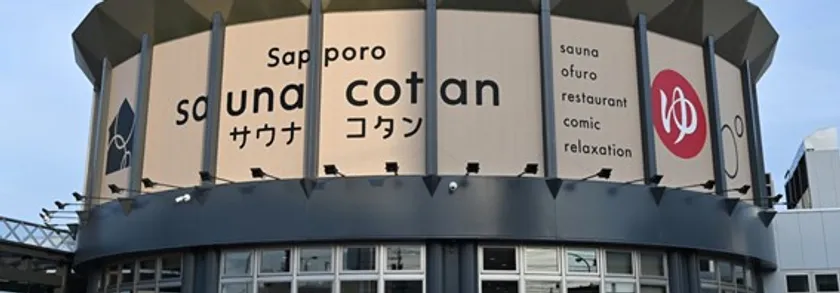 Sapporo
sauna cotan
サウナ コタン
sauna
ofuro
restaurant
comic
relaxation
ゆ